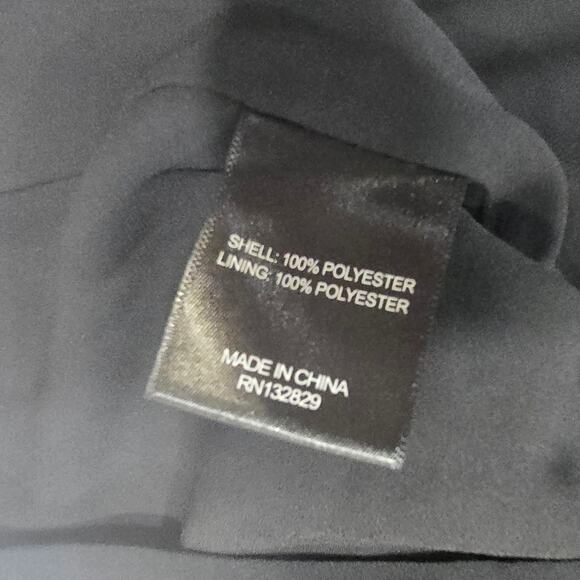 SHELL: 100% POLYESTER
LINING: 100% POLYESTER
MADE IN CHINA
RN132829